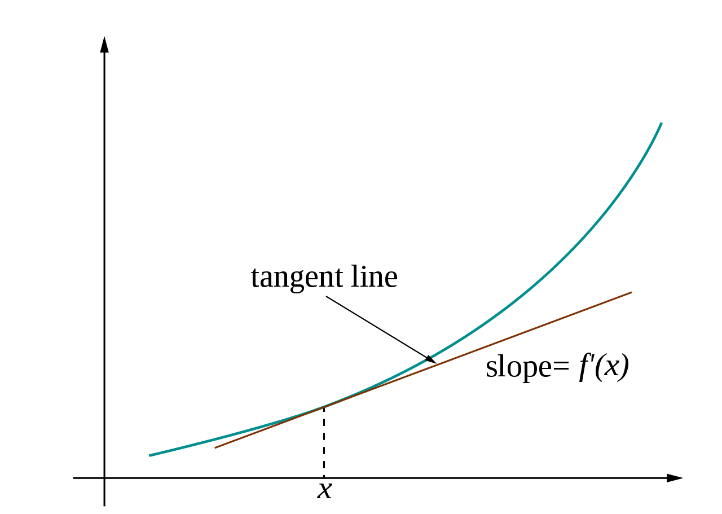 tangent line
slope= f'(x)
x